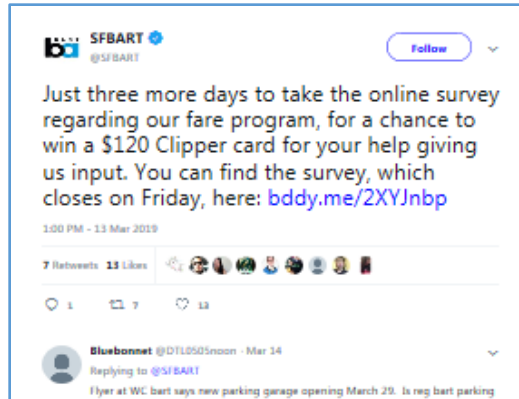 ba SFBART
@SFBART
Follow
Just three more days to take the online survey
regarding our fare program, for a chance to
win a $120 Clipper card for your help giving
us input. You can find the survey, which
closes on Friday, here: bddy.me/2XYJnbp
1:00 PM - 13 Mar 2019
7 Retweets 13 Likes
1 7 13
Bluebonnet @DTL0505noon · Mar 14
Replying to @SFBART
Flyer at WC bart says new parking garage opening March 29. Is reg bart parking